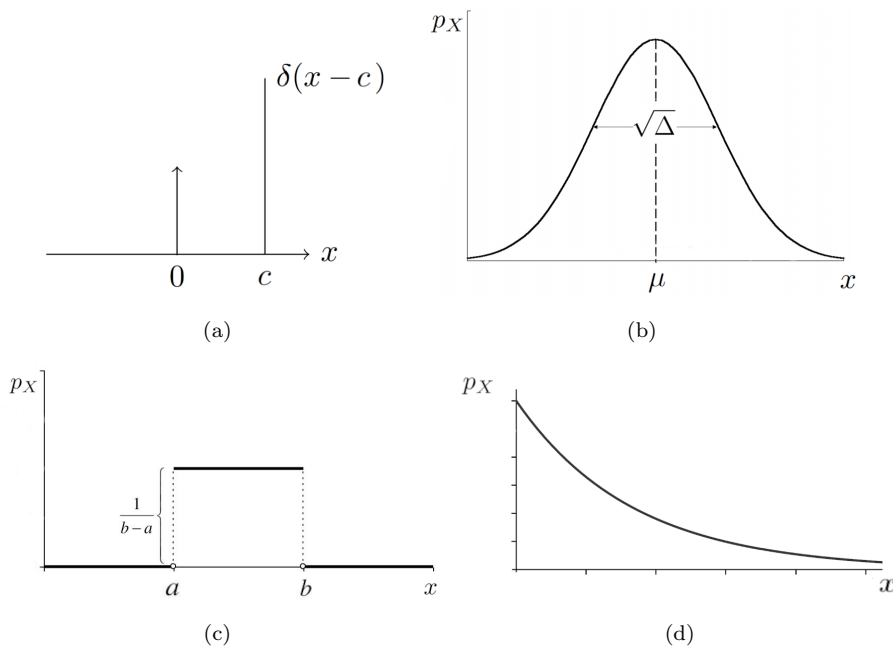 δ(x − c)
x
0
c
(a)
p_X
√Δ
μ
x
(b)
p_X
1
b−a
a
b
x
(c)
p_X
x
(d)